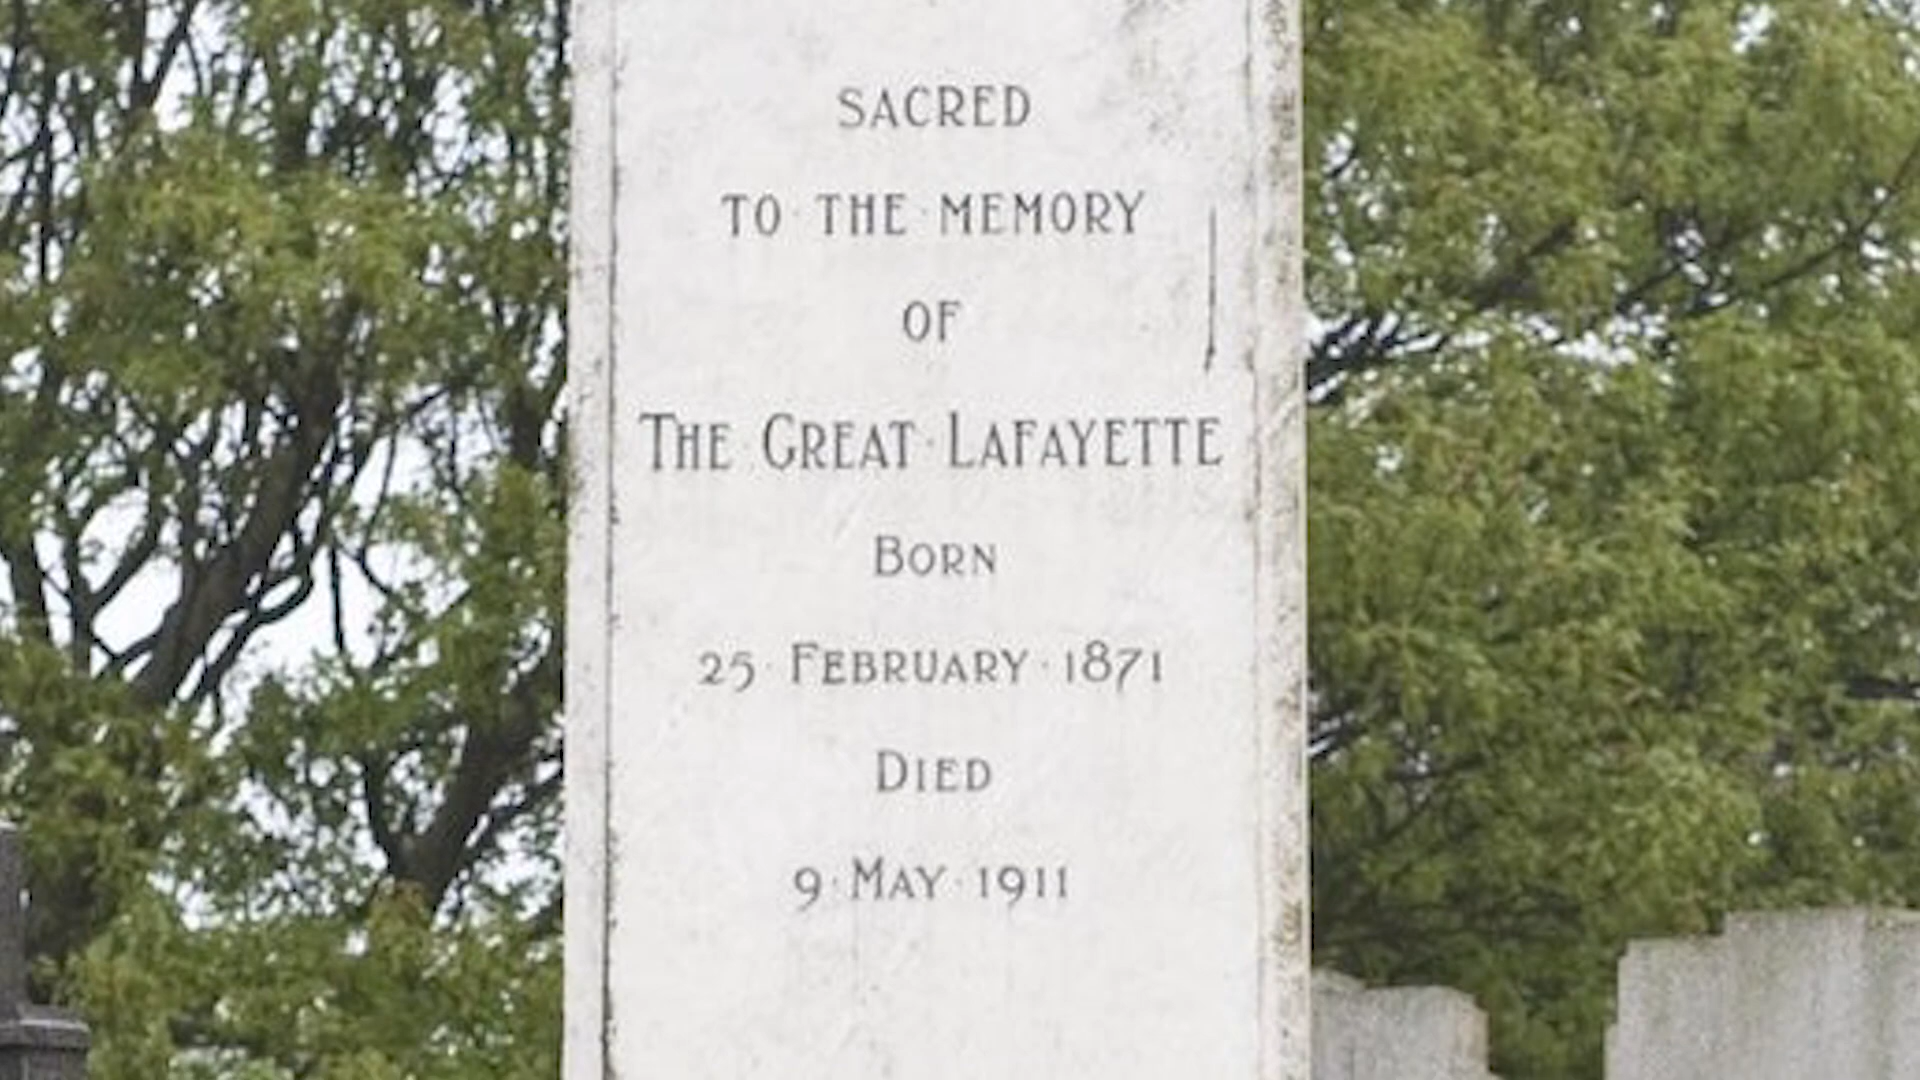 SACRED
TO·THE·MEMORY
OF
THE GREAT·LAFAYETTE
BORN
25·FEBRUARY·1871
DIED
9·MAY·1911